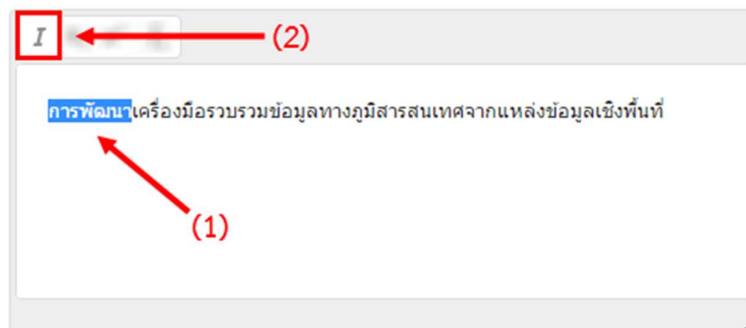 I
(2)
การพัฒนาเครื่องมือรวบรวมข้อมูลทางภูมิสารสนเทศจากแหล่งข้อมูลเชิงพื้นที่
(1)